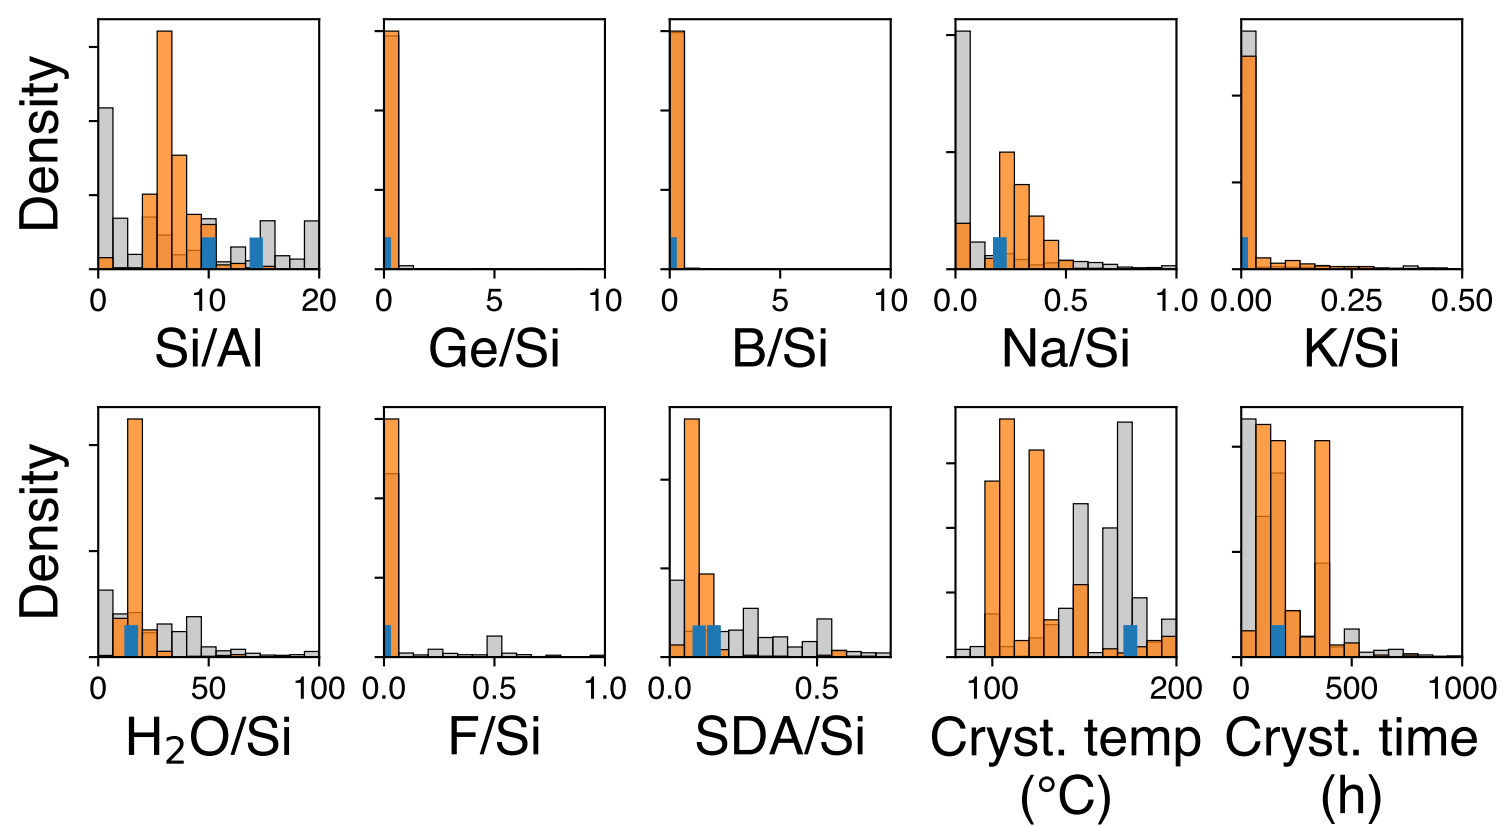 Density
0 10 20
Si/Al
0 5 10
Ge/Si
0 5 10
B/Si
0.0 0.5 1.0
Na/Si
0.00 0.25 0.50
K/Si
Density
0 50 100
H₂O/Si
0.0 0.5 1.0
F/Si
0.0 0.5
SDA/Si
100 200
Cryst. temp
(°C)
0 500 1000
Cryst. time
(h)